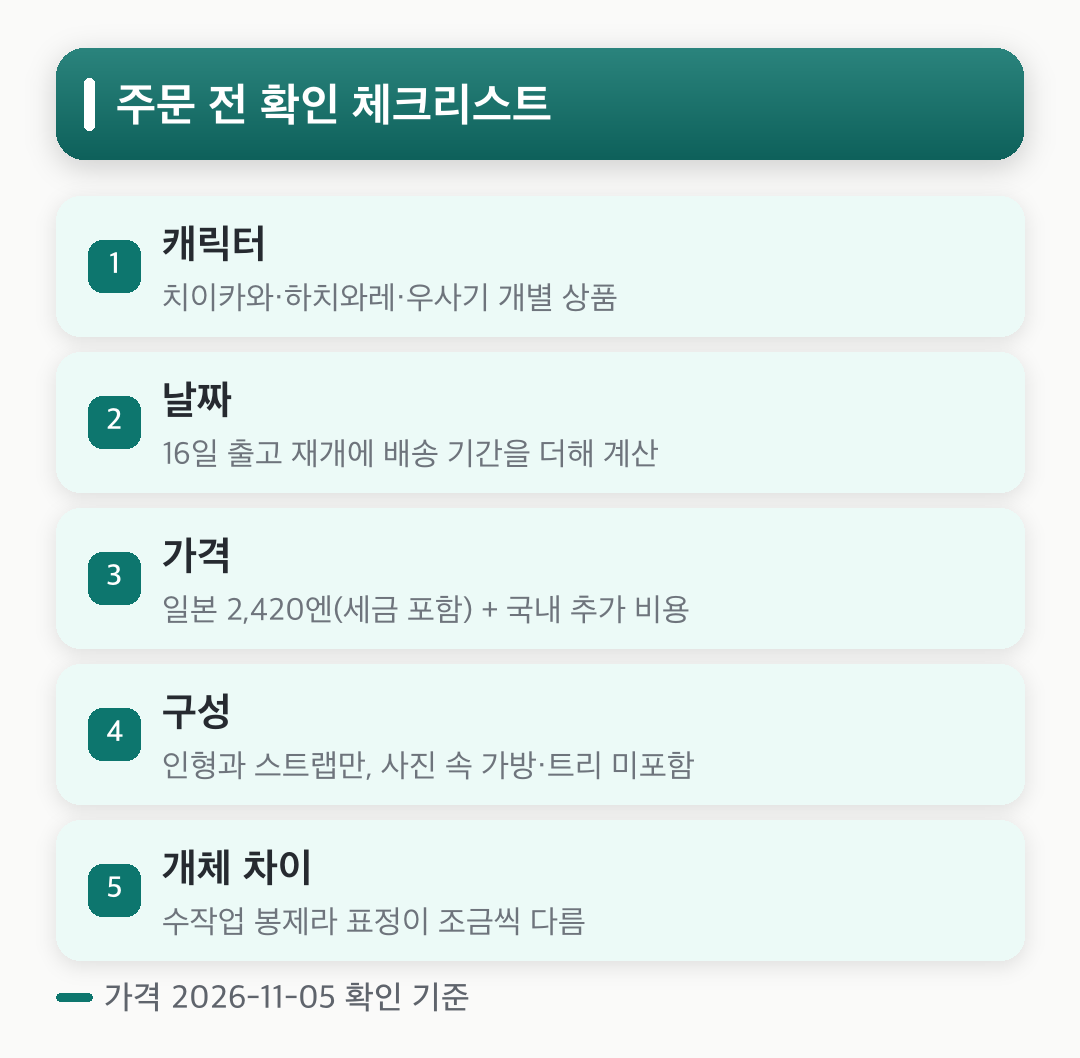 주문 전 확인 체크리스트
1
캐릭터
치이카와·하치와레·우사기 개별 상품
2
날짜
16일 출고 재개에 배송 기간을 더해 계산
3
가격
일본 2,420엔(세금 포함) + 국내 추가 비용
4
구성
인형과 스트랩만, 사진 속 가방·트리 미포함
5
개체 차이
수작업 봉제라 표정이 조금씩 다름
가격 2026-11-05 확인 기준